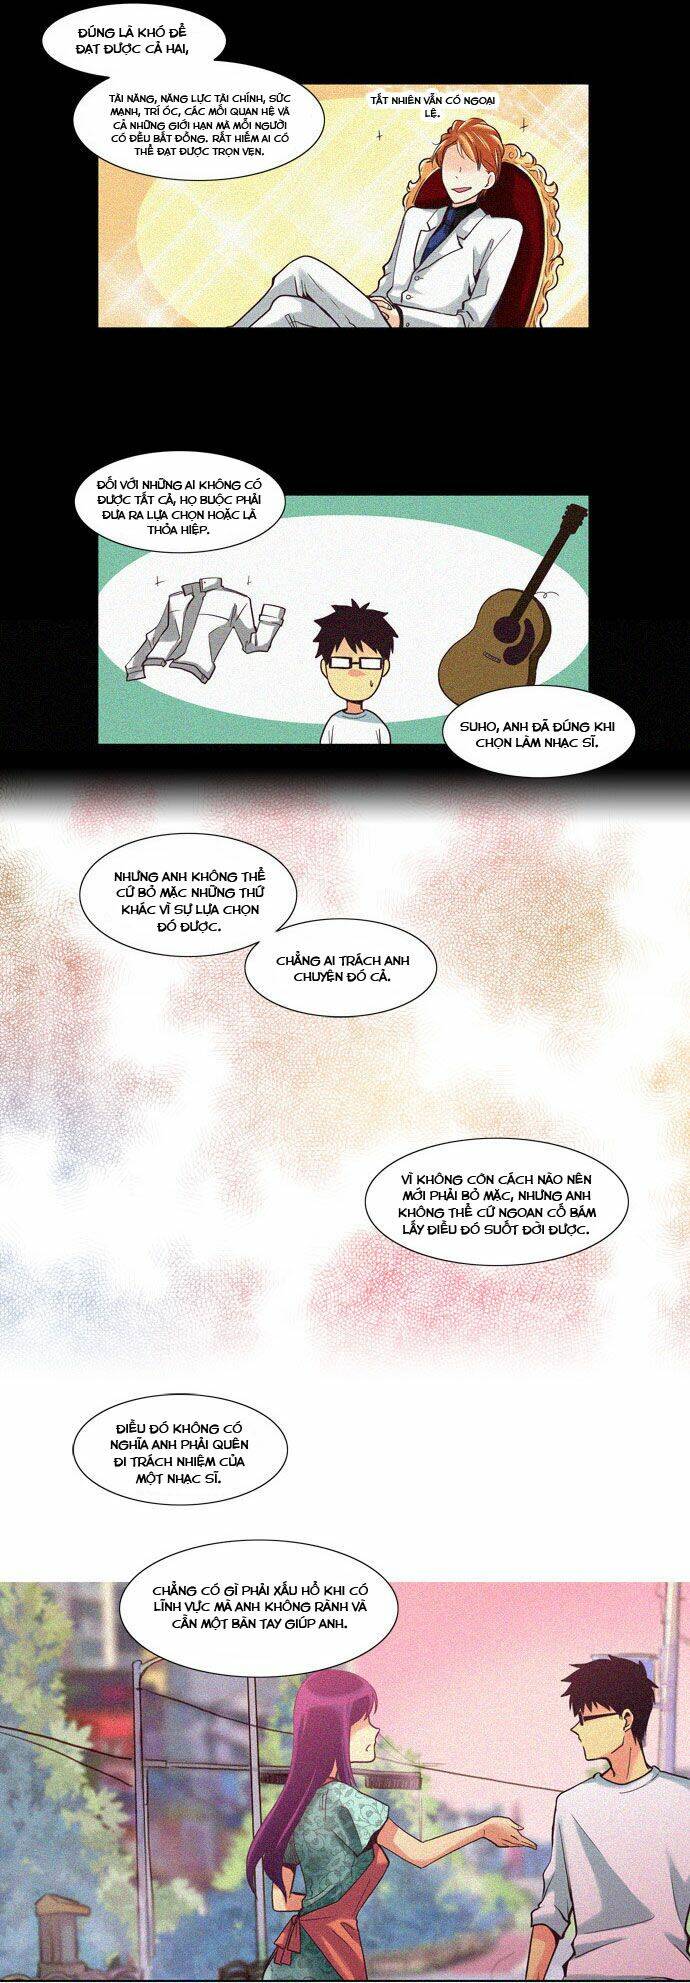 ĐÚNG LÀ KHÓ ĐỂ
ĐẠT ĐƯỢC CẢ HAI,
TÀI NĂNG, NĂNG LỰC TÀI CHÍNH, SỨC
MẠNH, TRÍ ÓC, CÁC MỐI QUAN HỆ VÀ
CẢ NHỮNG GIỚI HẠN MÀ MỖI NGƯỜI
CÓ ĐỀU BẤT ĐỒNG. RẤT HIẾM AI CÓ
THỂ ĐẠT ĐƯỢC TRỌN VẸN.
TẤT NHIÊN VẪN CÓ NGOẠI
LỆ.
ĐỐI VỚI NHỮNG AI KHÔNG CÓ
ĐƯỢC TẤT CẢ, HỌ BUỘC PHẢI
ĐƯA RA LỰA CHỌN HOẶC LÀ
THỎA HIỆP.
SUHO, ANH ĐÃ ĐÚNG KHI
CHỌN LÀM NHẠC SĨ.
NHƯNG ANH KHÔNG THỂ
CỨ BỎ MẶC NHỮNG THỨ
KHÁC VÌ SỰ LỰA CHỌN
ĐÓ ĐƯỢC.
CHẲNG AI TRÁCH ANH
CHUYỆN ĐÓ CẢ.
VÌ KHÔNG CÒN CÁCH NÀO NÊN
MỚI PHẢI BỎ MẶC, NHƯNG ANH
KHÔNG THỂ CỨ NGOAN CỐ BÁM
LẤY ĐIỀU ĐÓ SUỐT ĐỜI ĐƯỢC.
ĐIỀU ĐÓ KHÔNG CÓ
NGHĨA ANH PHẢI QUÊN
ĐI TRÁCH NHIỆM CỦA
MỘT NHẠC SĨ.
CHẲNG CÓ GÌ PHẢI XẤU HỔ KHI CÓ
LĨNH VỰC MÀ ANH KHÔNG RÀNH VÀ
CẦN MỘT BÀN TAY GIÚP ANH.